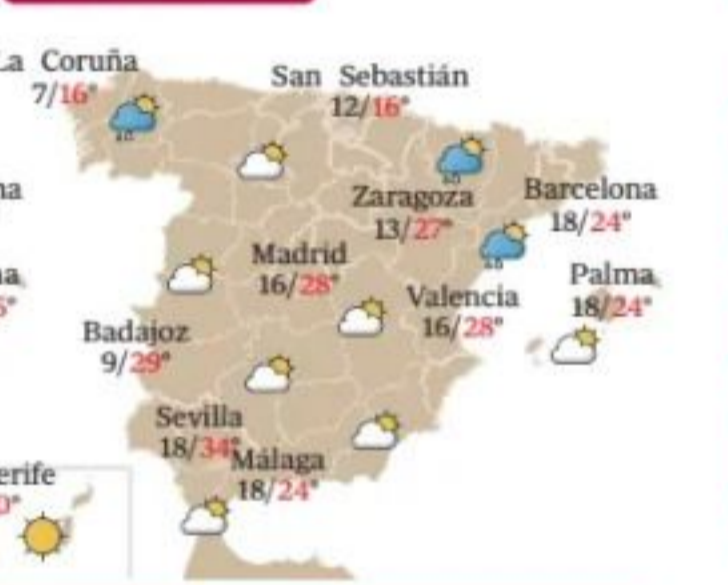 La Coruña
7/16°
San Sebastián
12/16°
Zaragoza
13/27°
Barcelona
18/24°
Madrid
16/28°
Palma
18/24°
Valencia
16/28°
Badajoz
9/29°
Sevilla
18/34°
Málaga
18/24°